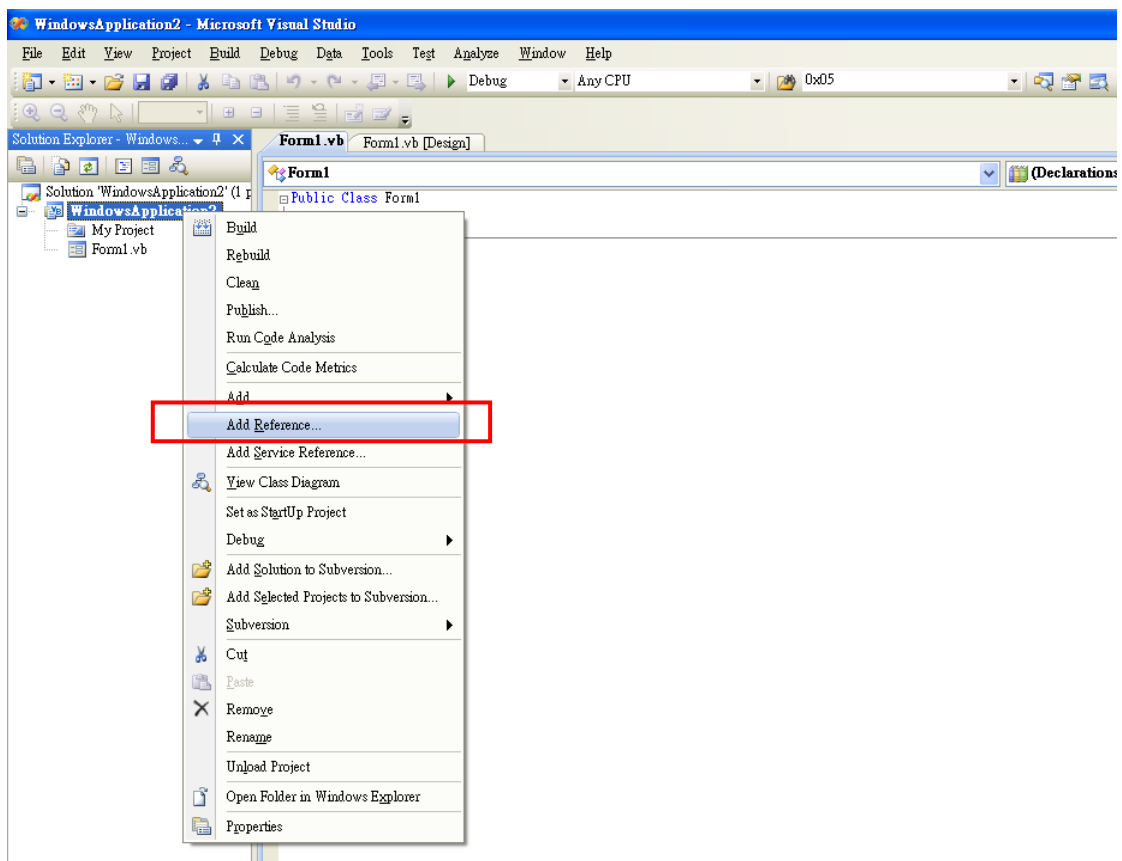 WindowsApplication2 - Microsoft Visual Studio
File Edit View Project Build Debug Data Tools Test Analyze Window Help
Debug Any CPU 0x05
Solution Explorer - Windows...
Form1.vb Form1.vb [Design]
Form1 (Declarations
Solution 'WindowsApplication2' (1 p
Public Class Form1
WindowsApplication2
My Project
Form1.vb
Build
Rebuild
Clean
Publish...
Run Code Analysis
Calculate Code Metrics
Add
Add Reference...
Add Service Reference...
View Class Diagram
Set as StartUp Project
Debug
Add Solution to Subversion...
Add Selected Projects to Subversion...
Subversion
Cut
Paste
Remove
Rename
Unload Project
Open Folder in Windows Explorer
Properties